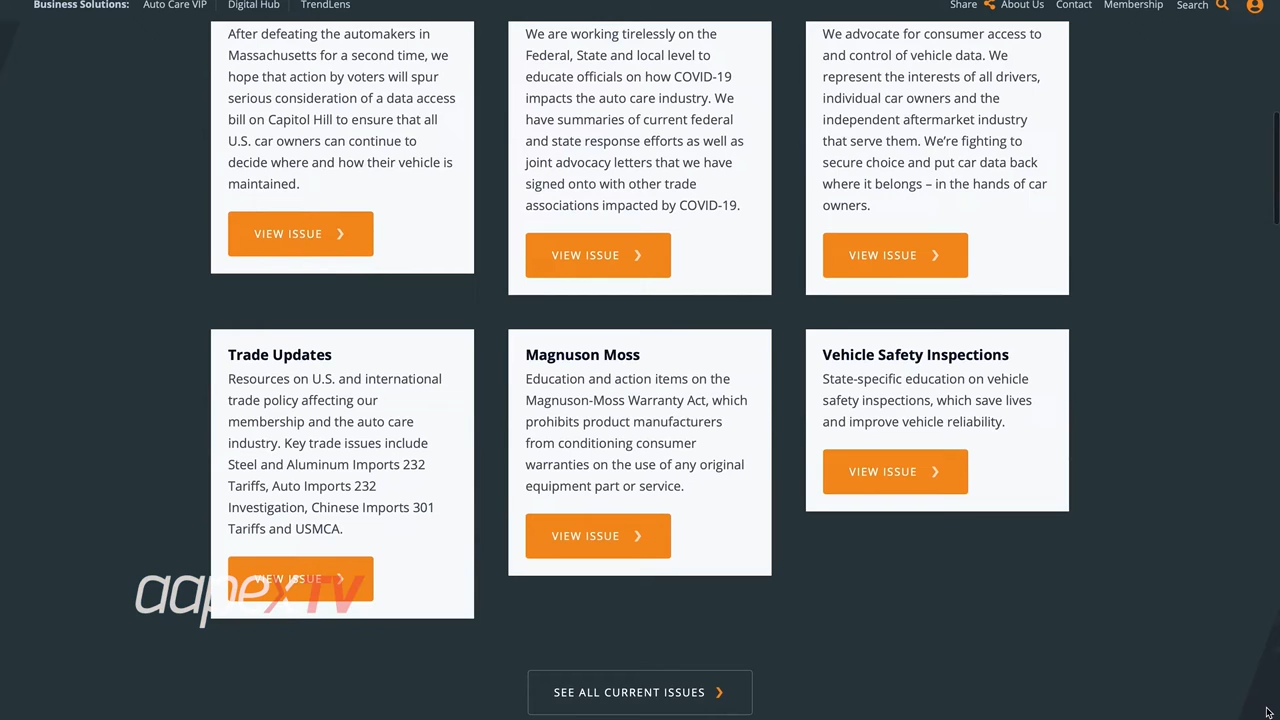 Business Solutions: Auto Care VIP Digital Hub TrendLens Share About Us Contact Membership Search
After defeating the automakers in
Massachusetts for a second time, we
hope that action by voters will spur
serious consideration of a data access
bill on Capitol Hill to ensure that all
U.S. car owners can continue to
decide where and how their vehicle is
maintained.
VIEW ISSUE
We are working tirelessly on the
Federal, State and local level to
educate officials on how COVID-19
impacts the auto care industry. We
have summaries of current federal
and state response efforts as well as
joint advocacy letters that we have
signed onto with other trade
associations impacted by COVID-19.
VIEW ISSUE
We advocate for consumer access to
and control of vehicle data. We
represent the interests of all drivers,
individual car owners and the
independent aftermarket industry
that serve them. We’re fighting to
secure choice and put car data back
where it belongs – in the hands of car
owners.
VIEW ISSUE
Trade Updates
Resources on U.S. and international
trade policy affecting our
membership and the auto care
industry. Key trade issues include
Steel and Aluminum Imports 232
Tariffs, Auto Imports 232
Investigation, Chinese Imports 301
Tariffs and USMCA.
VIEW ISSUE
aapex TV
Magnuson Moss
Education and action items on the
Magnuson-Moss Warranty Act, which
prohibits product manufacturers
from conditioning consumer
warranties on the use of any original
equipment part or service.
VIEW ISSUE
Vehicle Safety Inspections
State-specific education on vehicle
safety inspections, which save lives
and improve vehicle reliability.
VIEW ISSUE
SEE ALL CURRENT ISSUES